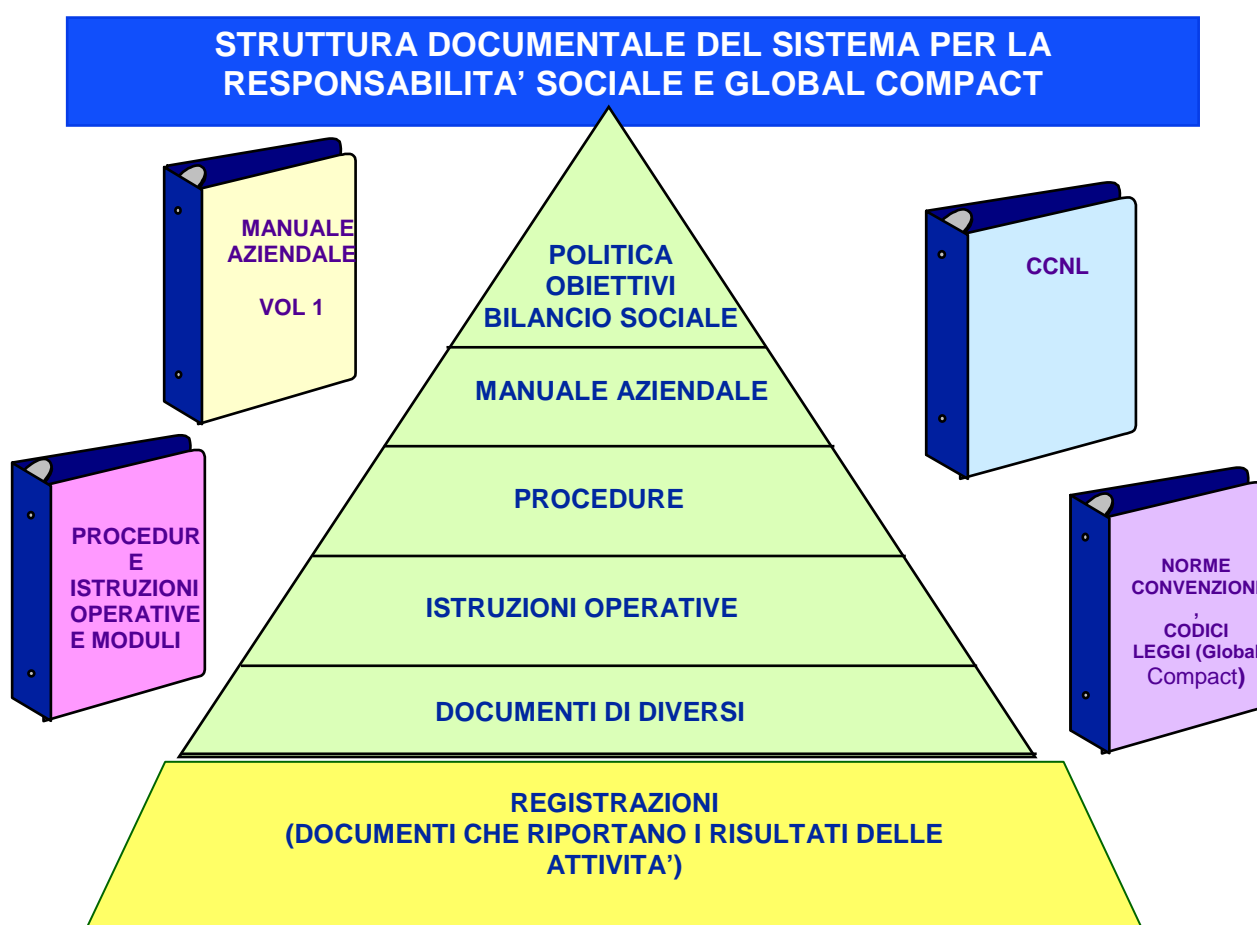 STRUTTURA DOCUMENTALE DEL SISTEMA PER LA
RESPONSABILITA’ SOCIALE E GLOBAL COMPACT
MANUALE
AZIENDALE
VOL 1
CCNL
POLITICA
OBIETTIVI
BILANCIO SOCIALE
MANUALE AZIENDALE
PROCEDURE
ISTRUZIONI OPERATIVE
DOCUMENTI DI DIVERSI
PROCEDUR
E
ISTRUZIONI
OPERATIVE
E MODULI
NORME
CONVENZIONI
,
CODICI
LEGGI (Global
Compact)
REGISTRAZIONI
(DOCUMENTI CHE RIPORTANO I RISULTATI DELLE
ATTIVITA’)